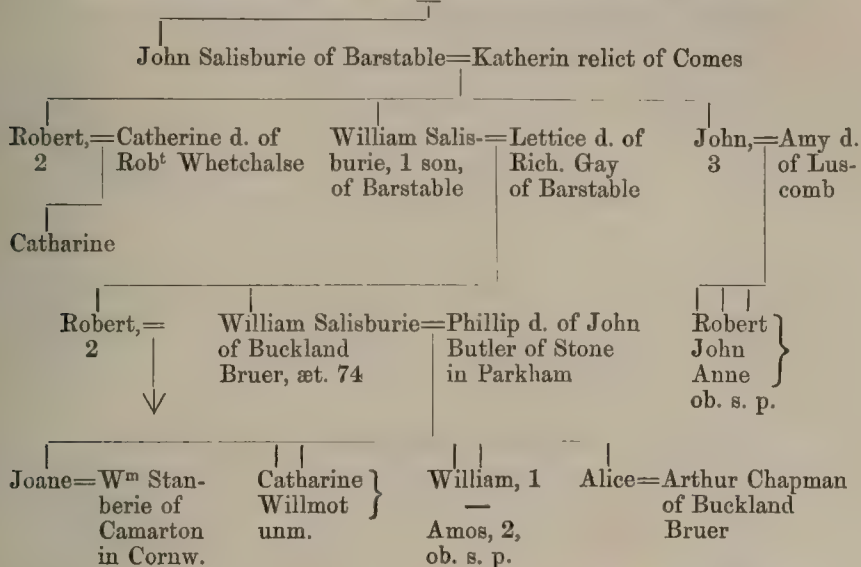 John Salisburie of Barstable=Katherin relict of Comes
Robert,=Catherine d. of William Salis-=Lettice d. of John,=Amy d.
2 Robᵗ Whetchalse burie, 1 son, Rich. Gay 3 of Lus-
of Barstable of Barstable comb
Catharine
Robert,= William Salisburie=Phillip d. of John Robert
2 of Buckland Butler of Stone John
Bruer, æt. 74 in Parkham Anne
ob. s. p.
Joane=Wᵐ Stan- Catharine William, 1 Alice=Arthur Chapman
berie of Willmot — of Buckland
Camarton unm. Amos, 2, Bruer
in Cornw. ob. s. p.